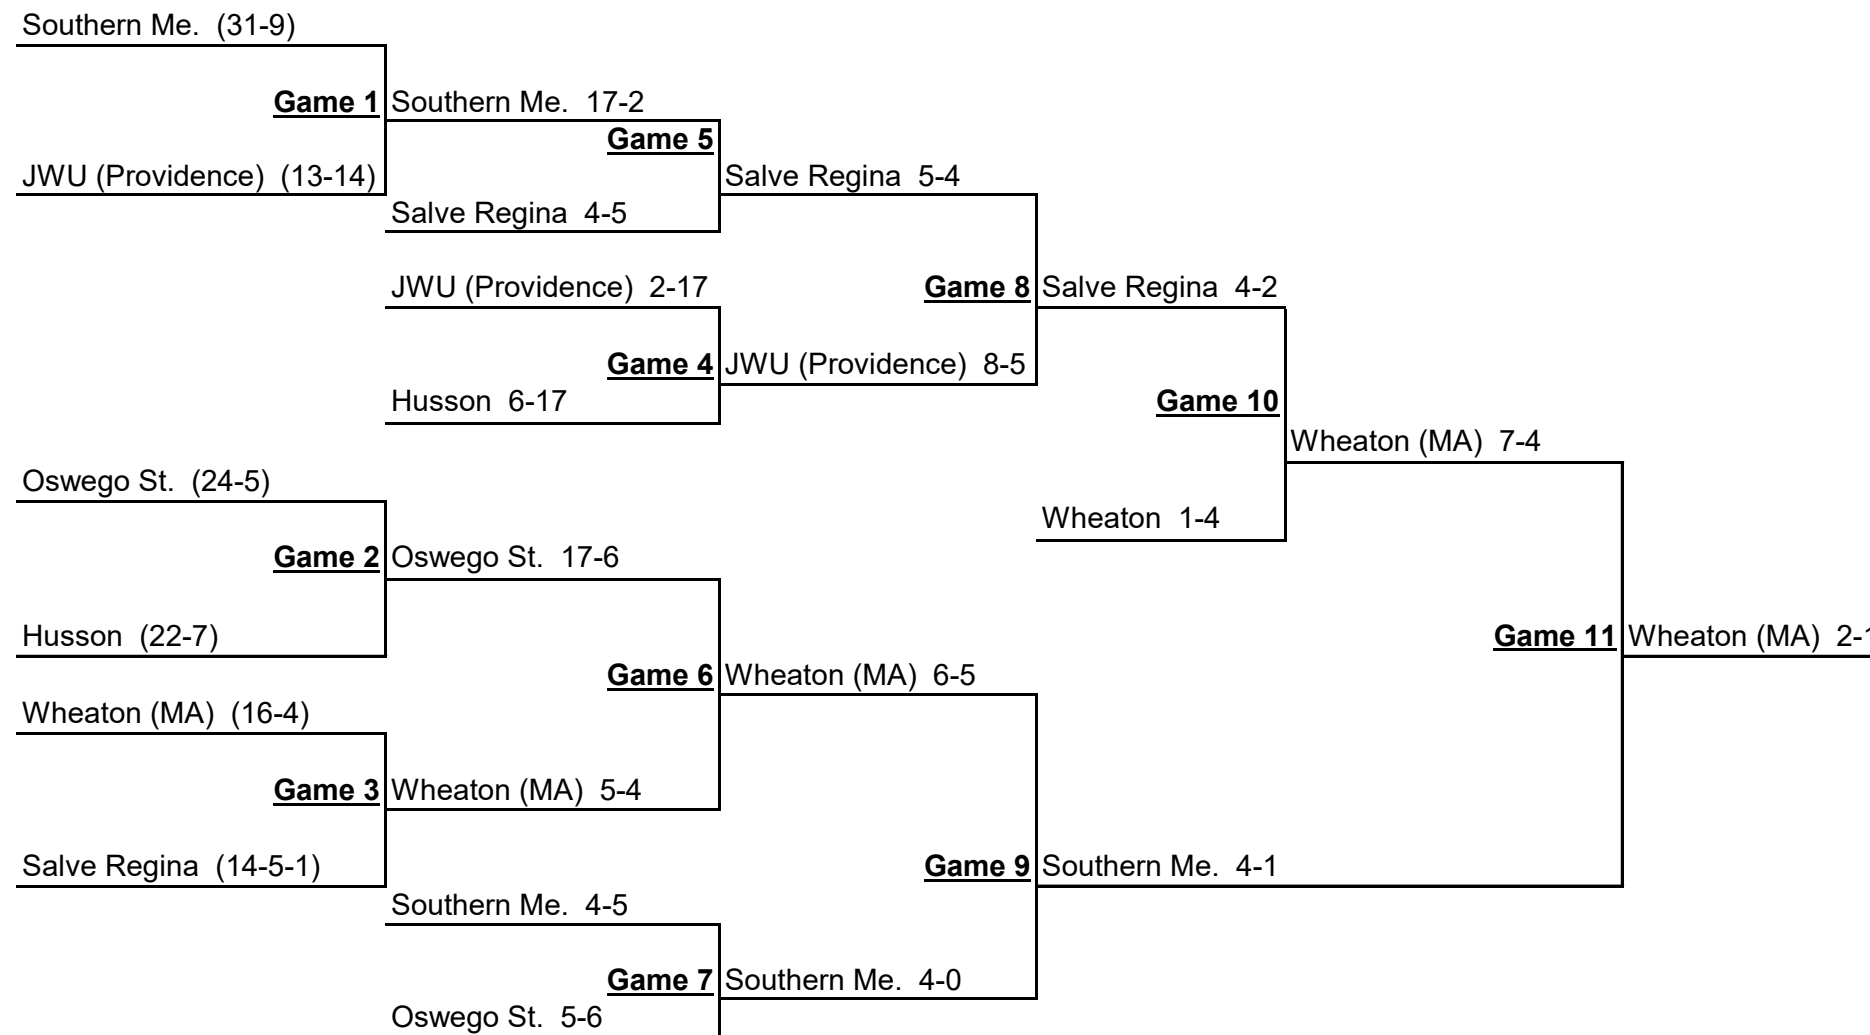 Southern Me. (31-9)
Game 1 Southern Me. 17-2
Game 5
JWU (Providence) (13-14) Salve Regina 5-4
Salve Regina 4-5
JWU (Providence) 2-17 Game 8 Salve Regina 4-2
Game 4 JWU (Providence) 8-5
Husson 6-17 Game 10
Wheaton (MA) 7-4
Oswego St. (24-5)
Wheaton 1-4
Game 2 Oswego St. 17-6
Husson (22-7) Game 11 Wheaton (MA) 2-1
Game 6 Wheaton (MA) 6-5
Wheaton (MA) (16-4)
Game 3 Wheaton (MA) 5-4
Salve Regina (14-5-1) Game 9 Southern Me. 4-1
Southern Me. 4-5
Game 7 Southern Me. 4-0
Oswego St. 5-6